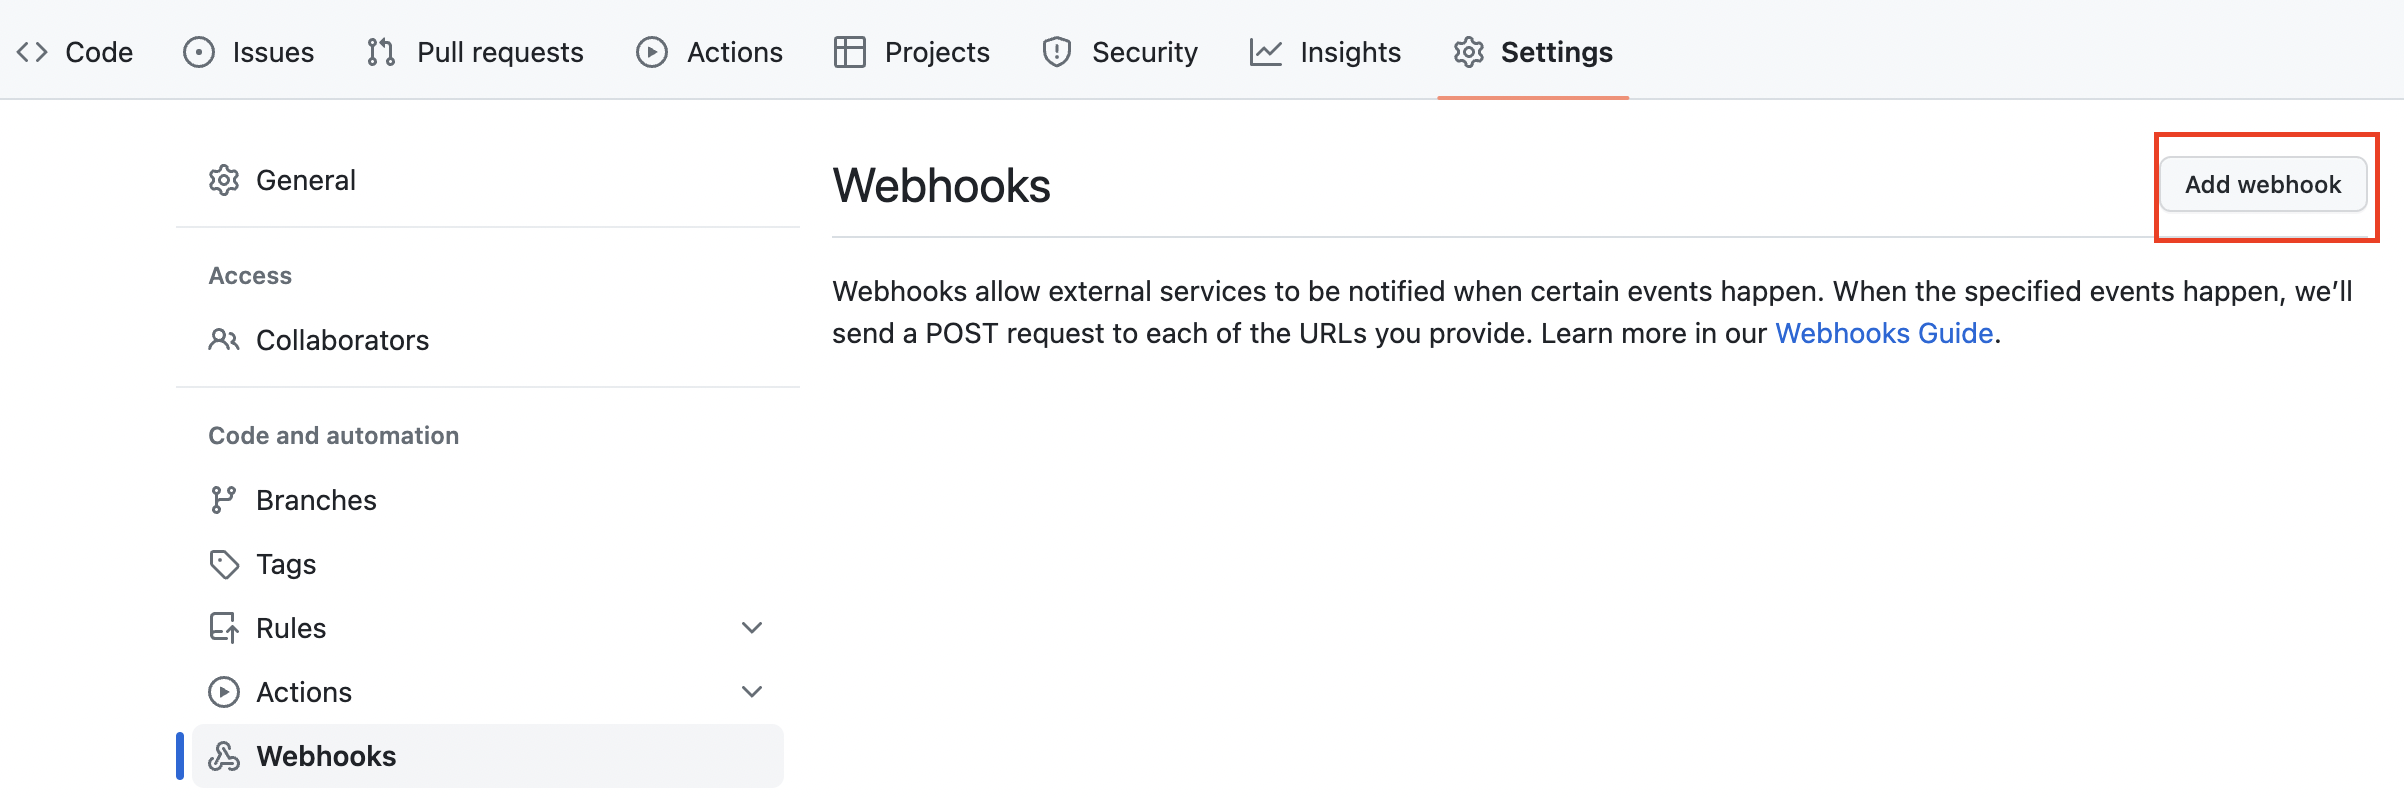 Code Issues Pull requests Actions Projects Security Insights Settings
General
Access
Collaborators
Code and automation
Branches
Tags
Rules
Actions
Webhooks
Webhooks
Add webhook
Webhooks allow external services to be notified when certain events happen. When the specified events happen, we’ll
send a POST request to each of the URLs you provide. Learn more in our Webhooks Guide.